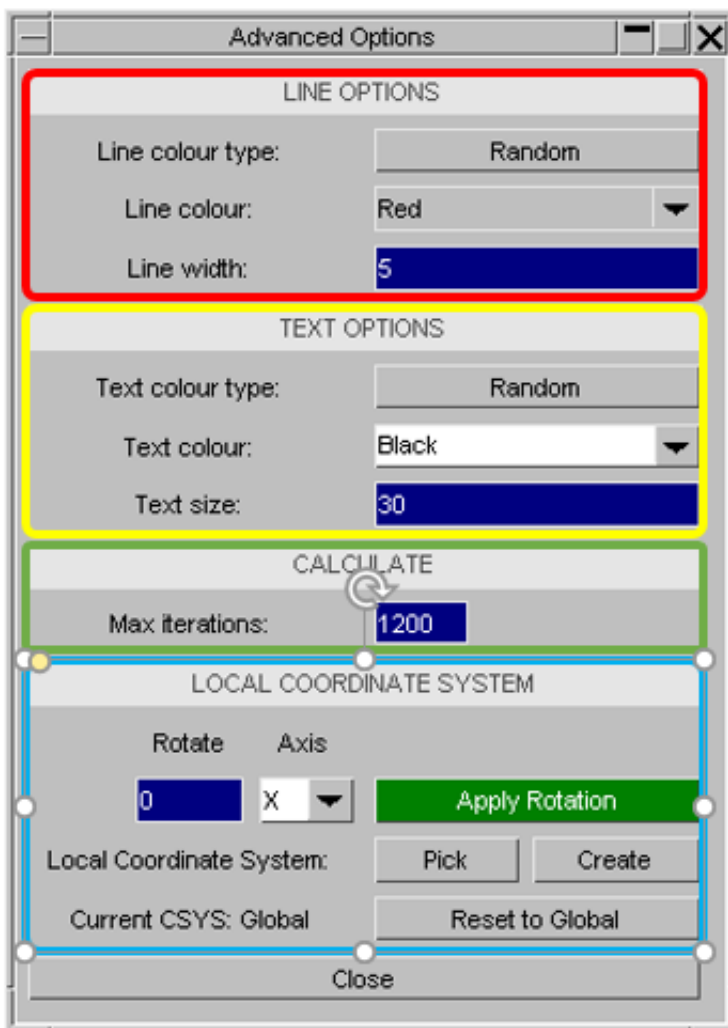 Advanced Options
LINE OPTIONS
Line colour type: Random
Line colour: Red
Line width: 5
TEXT OPTIONS
Text colour type: Random
Text colour: Black
Text size: 30
CALCULATE
Max iterations: 1200
LOCAL COORDINATE SYSTEM
Rotate Axis
0 X Apply Rotation
Local Coordinate System: Pick Create
Current CSYS: Global Reset to Global
Close